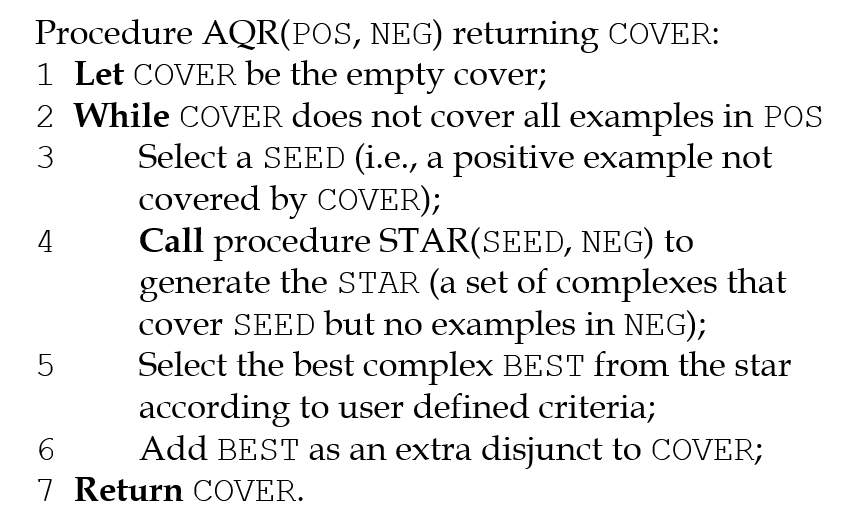 Procedure AQR(POS, NEG) returning COVER:
1 Let COVER be the empty cover;
2 While COVER does not cover all examples in POS
3 Select a SEED (i.e., a positive example not
covered by COVER);
4 Call procedure STAR(SEED, NEG) to
generate the STAR (a set of complexes that
cover SEED but no examples in NEG);
5 Select the best complex BEST from the star
according to user defined criteria;
6 Add BEST as an extra disjunct to COVER;
7 Return COVER.